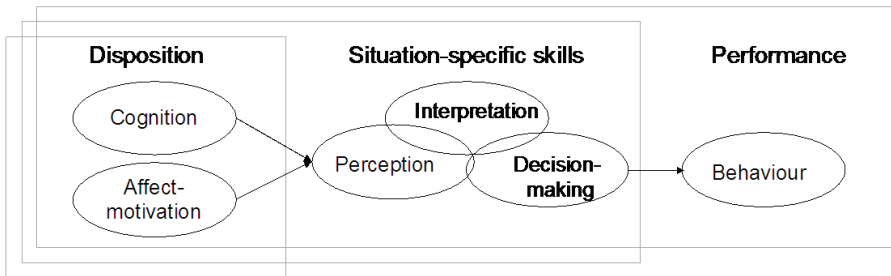 Disposition
Situation-specific skills
Performance
Cognition
Affect-
motivation
Interpretation
Perception
Decision-
making
Behaviour